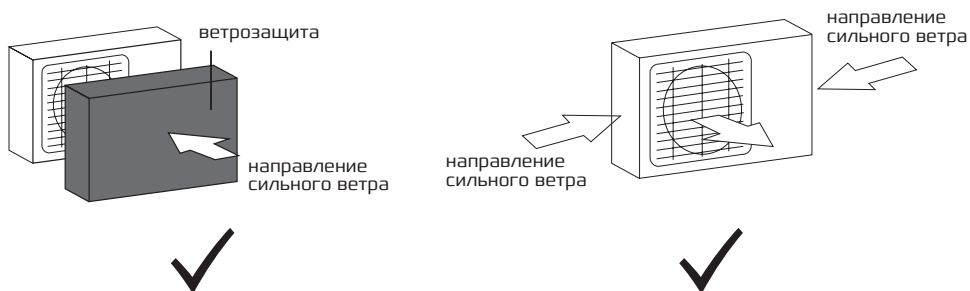 ветрозащита
направление
сильного ветра
направление
сильного ветра
направление
сильного ветра